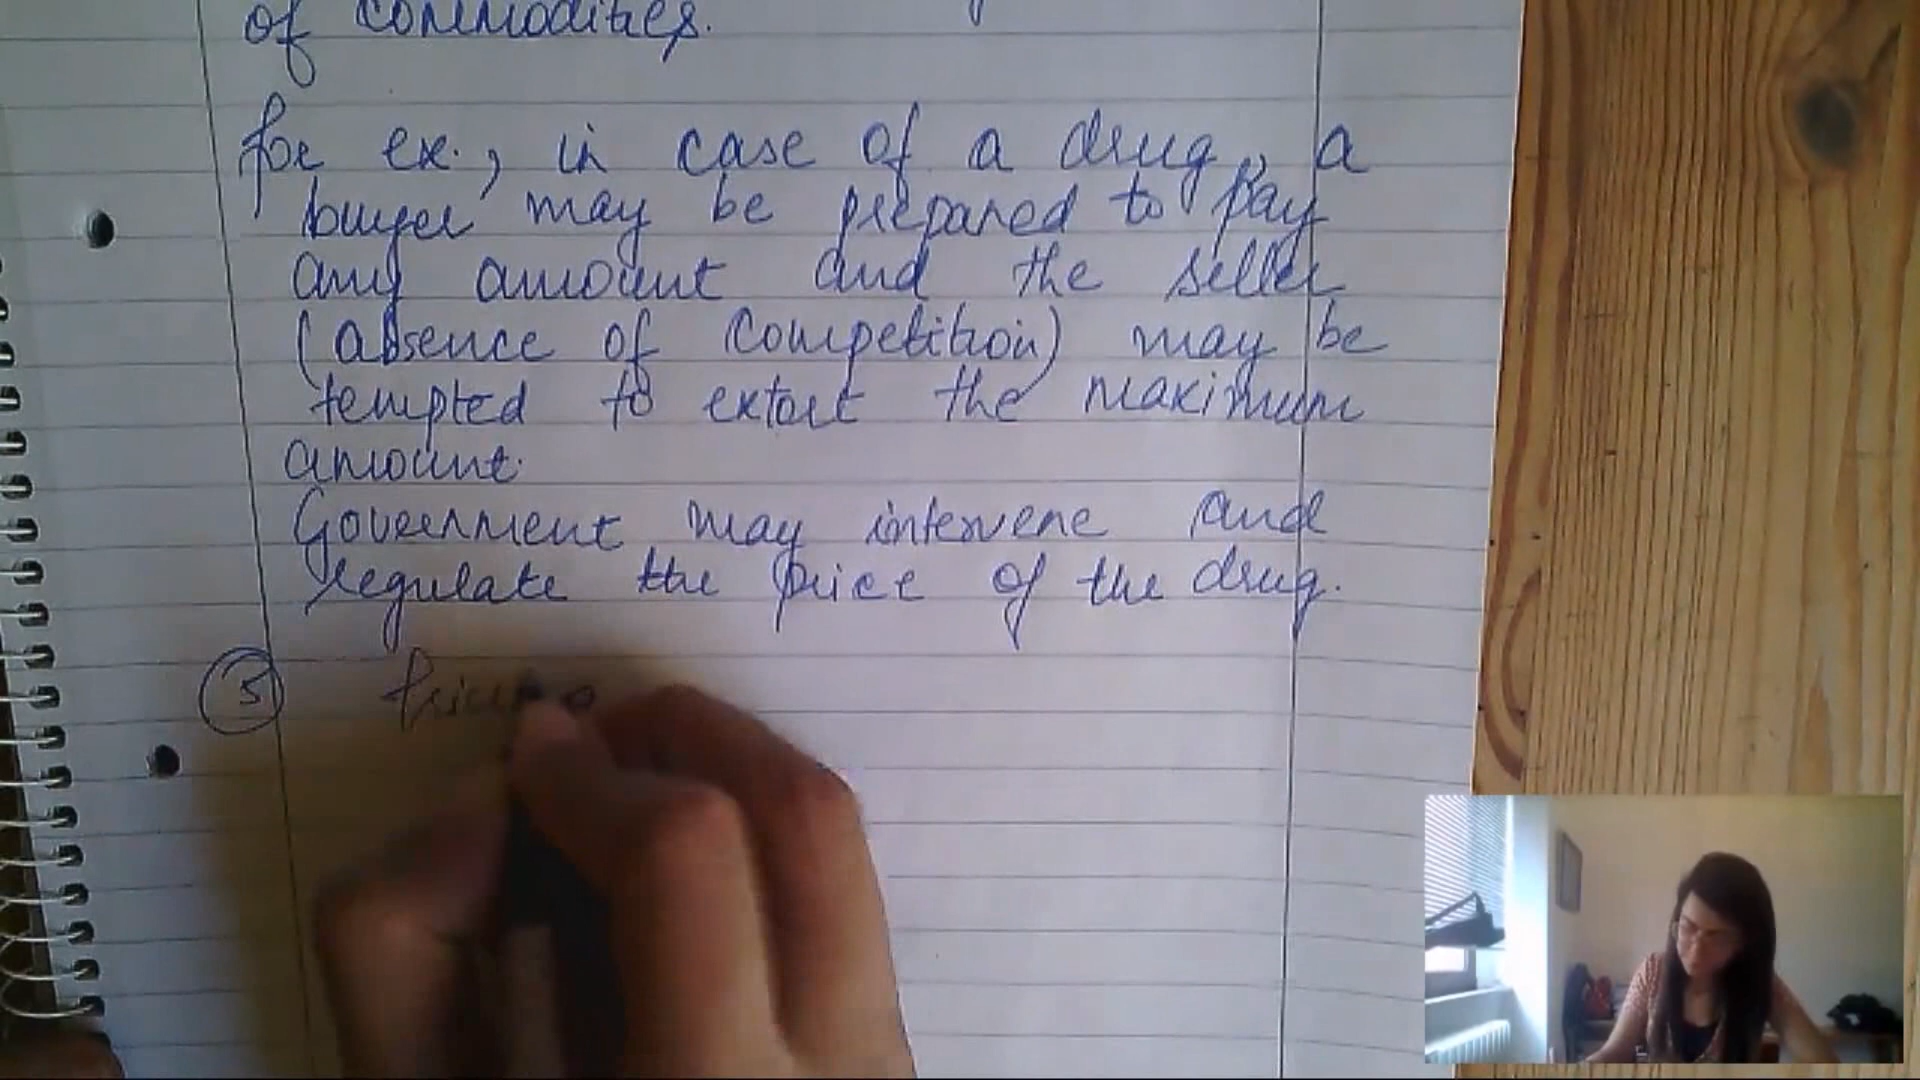 of commodities.
for ex., in case of a drug, a
buyer may be prepared to pay
any amount and the seller
(absence of competition) may be
tempted to extort the maximum
amount.
Government may intervene and
regulate the price of the drug.
5